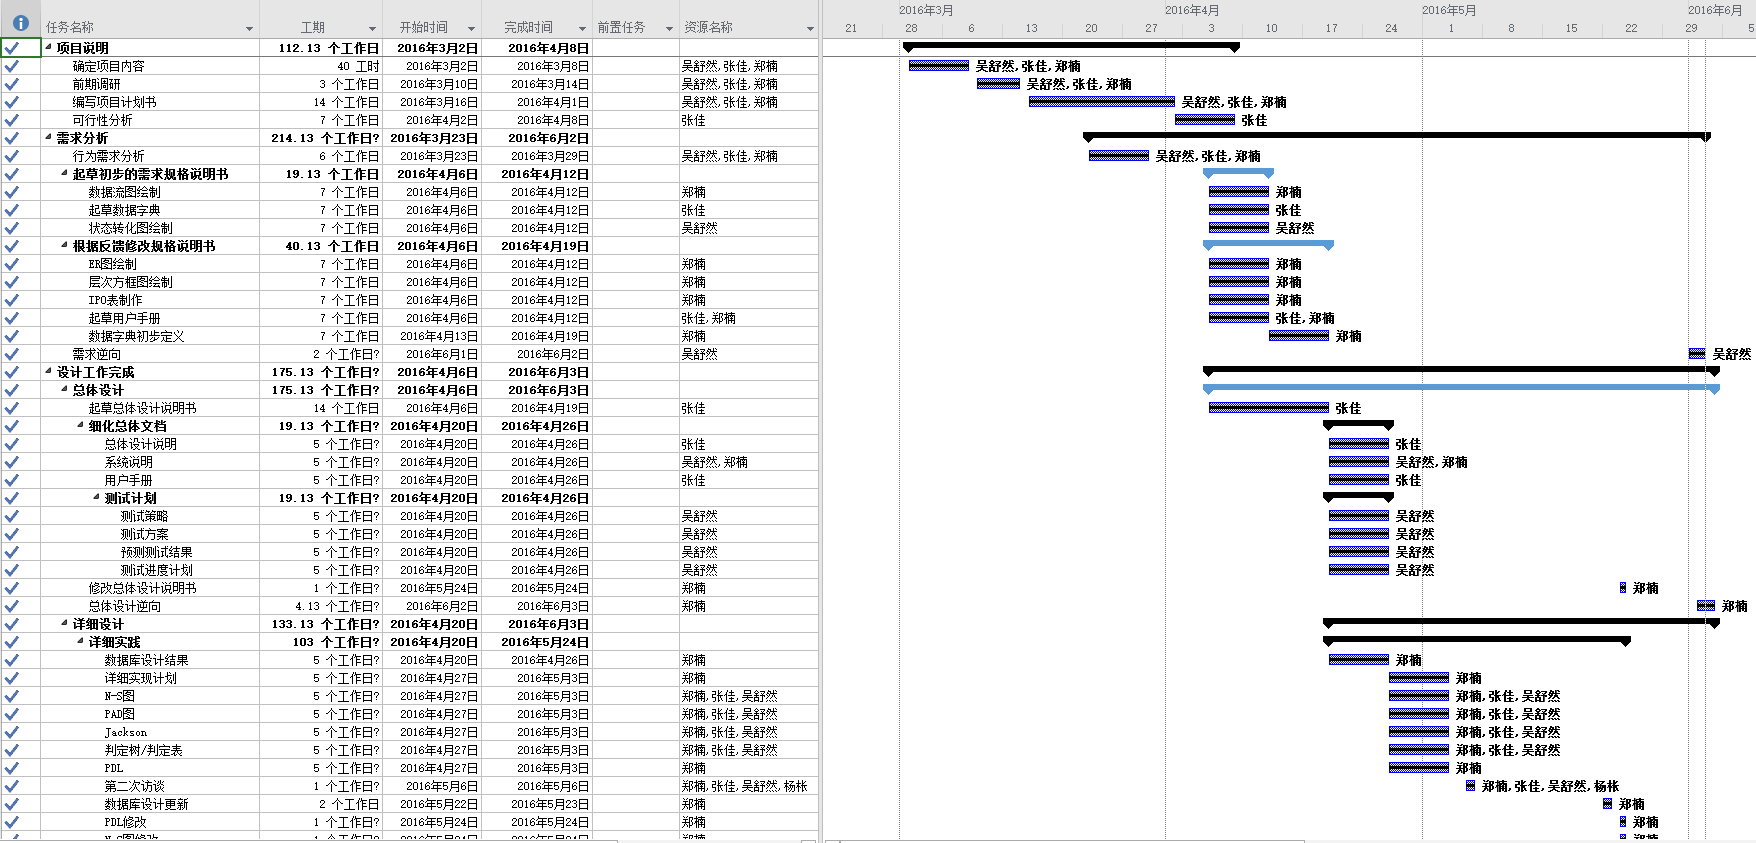 2016年3月 2016年4月 2016年5月 2016年6月
任务名称 工期 开始时间 完成时间 前置任务 资源名称 21 28 6 13 20 27 3 10 17 24 1 8 15 22 29 5
项目说明 112.13 个工作日 2016年3月2日 2016年4月8日
确定项目内容 40 工时 2016年3月2日 2016年3月8日 吴舒然,张佳,郑楠 吴舒然,张佳,郑楠
前期调研 3 个工作日 2016年3月10日 2016年3月14日 吴舒然,张佳,郑楠 吴舒然,张佳,郑楠
编写项目计划书 14 个工作日 2016年3月16日 2016年4月1日 吴舒然,张佳,郑楠 吴舒然,张佳,郑楠
可行性分析 7 个工作日 2016年4月2日 2016年4月8日 张佳 张佳
需求分析 214.13 个工作日? 2016年3月23日 2016年6月2日
行为需求分析 6 个工作日 2016年3月23日 2016年3月29日 吴舒然,张佳,郑楠 吴舒然,张佳,郑楠
起草初步的需求规格说明书 19.13 个工作日 2016年4月6日 2016年4月12日
数据流图绘制 7 个工作日 2016年4月6日 2016年4月12日 郑楠 郑楠
起草数据字典 7 个工作日 2016年4月6日 2016年4月12日 张佳 张佳
状态转化图绘制 7 个工作日 2016年4月6日 2016年4月12日 吴舒然 吴舒然
根据反馈修改规格说明书 40.13 个工作日 2016年4月6日 2016年4月19日
ER图绘制 7 个工作日 2016年4月6日 2016年4月12日 郑楠 郑楠
层次方框图绘制 7 个工作日 2016年4月6日 2016年4月12日 郑楠 郑楠
IPO表制作 7 个工作日 2016年4月6日 2016年4月12日 郑楠 郑楠
起草用户手册 7 个工作日 2016年4月6日 2016年4月12日 张佳,郑楠 张佳,郑楠
数据字典初步定义 7 个工作日 2016年4月13日 2016年4月19日 郑楠 郑楠
需求逆向 2 个工作日? 2016年6月1日 2016年6月2日 吴舒然 吴舒然
设计工作完成 175.13 个工作日? 2016年4月6日 2016年6月3日
总体设计 175.13 个工作日? 2016年4月6日 2016年6月3日
起草总体设计说明书 14 个工作日 2016年4月6日 2016年4月19日 张佳 张佳
细化总体文档 19.13 个工作日? 2016年4月20日 2016年4月26日
总体设计说明 5 个工作日? 2016年4月20日 2016年4月26日 张佳 张佳
系统说明 5 个工作日? 2016年4月20日 2016年4月26日 吴舒然,郑楠 吴舒然,郑楠
用户手册 5 个工作日? 2016年4月20日 2016年4月26日 张佳 张佳
测试计划 19.13 个工作日? 2016年4月20日 2016年4月26日
测试策略 5 个工作日? 2016年4月20日 2016年4月26日 吴舒然 吴舒然
测试方案 5 个工作日? 2016年4月20日 2016年4月26日 吴舒然 吴舒然
预测测试结果 5 个工作日? 2016年4月20日 2016年4月26日 吴舒然 吴舒然
测试进度计划 5 个工作日? 2016年4月20日 2016年4月26日 吴舒然 吴舒然
修改总体设计说明书 1 个工作日? 2016年5月24日 2016年5月24日 郑楠 郑楠
总体设计逆向 4.13 个工作日? 2016年6月2日 2016年6月3日 郑楠 郑楠
详细设计 133.13 个工作日? 2016年4月20日 2016年6月3日
详细实践 103 个工作日? 2016年4月20日 2016年5月24日
数据库设计结果 5 个工作日? 2016年4月20日 2016年4月26日 郑楠 郑楠
详细实现计划 5 个工作日? 2016年4月27日 2016年5月3日 郑楠 郑楠
N-S图 5 个工作日? 2016年4月27日 2016年5月3日 郑楠,张佳,吴舒然 郑楠,张佳,吴舒然
PAD图 5 个工作日? 2016年4月27日 2016年5月3日 郑楠,张佳,吴舒然 郑楠,张佳,吴舒然
Jackson 5 个工作日? 2016年4月27日 2016年5月3日 郑楠,张佳,吴舒然 郑楠,张佳,吴舒然
判定树/判定表 5 个工作日? 2016年4月27日 2016年5月3日 郑楠,张佳,吴舒然 郑楠,张佳,吴舒然
PDL 5 个工作日? 2016年4月27日 2016年5月3日 郑楠 郑楠
第二次访谈 1 个工作日? 2016年5月6日 2016年5月6日 郑楠,张佳,吴舒然,杨枨 郑楠,张佳,吴舒然,杨枨
数据库设计更新 2 个工作日 2016年5月22日 2016年5月23日 郑楠 郑楠
PDL修改 1 个工作日? 2016年5月24日 2016年5月24日 郑楠 郑楠
N-S图修改 1 个工作日? 2016年5月24日 2016年5月24日 郑楠 郑楠